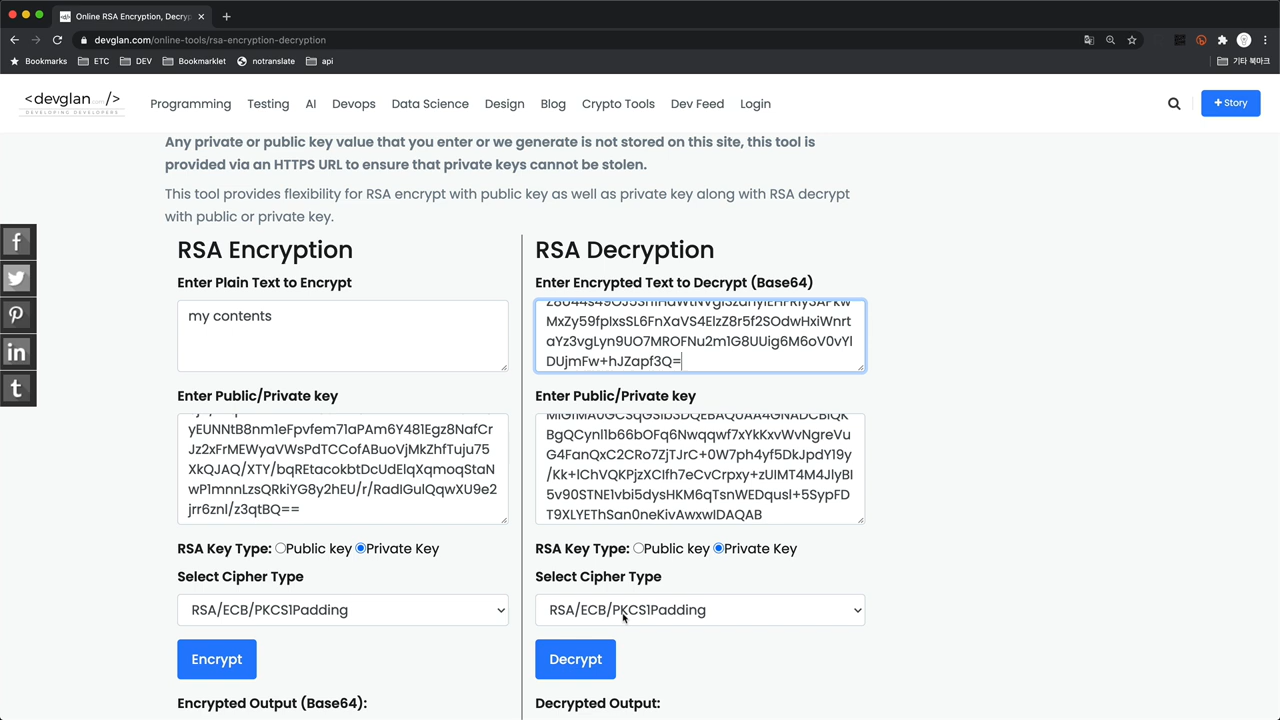 Online RSA Encryption, Decryp
devglan.com/online-tools/rsa-encryption-decryption
Bookmarks
ETC
DEV
Bookmarklet
notranslate
api
기타 북마크
<devglan.com/>
DEVELOPING DEVELOPERS
Programming
Testing
AI
Devops
Data Science
Design
Blog
Crypto Tools
Dev Feed
Login
+ Story
Any private or public key value that you enter or we generate is not stored on this site, this tool is
provided via an HTTPS URL to ensure that private keys cannot be stolen.
This tool provides flexibility for RSA encrypt with public key as well as private key along with RSA decrypt
with public or private key.
RSA Encryption
Enter Plain Text to Encrypt
my contents
Enter Public/Private key
yEUNNtB8nm1eFpvfem71aPAm6Y481Egz8NafCr
Jz2xFrMEWyaVWsPdTCCofABuoVjMkZhfTuju75
XkQJAQ/XTY/bqREtacokbtDcUdElqXqmoqStaN
wP1mnnLzsQRkiYG8y2hEU/r/RadIGulQqwXU9e2
jrr6znl/z3qtBQ==
RSA Key Type: Public key Private Key
Select Cipher Type
RSA/ECB/PKCS1Padding
Encrypt
Encrypted Output (Base64):
RSA Decryption
Enter Encrypted Text to Decrypt (Base64)
MxZy59fpIxsSL6FnXaVS4ElzZ8r5f2SOdwHxiWnrt
aYz3vgLyn9UO7MROFNu2m1G8UUig6M6oV0vYl
DUjmFw+hJZapf3Q=
Enter Public/Private key
MIGfMA0GCSqGSIb3DQEBAQUAA4GNADCBiQK
BgQCynl1b66bOFq6Nwqqwf7xYkKxvWvNgreVu
G4FanQxC2CRo7ZjTJrC+0W7ph4yf5DkJpdY19y
/Kk+lChVQKPjzXClfh7eCvCrpxy+zUIMT4M4JlyBI
5v90STNE1vbi5dysHKM6qTsnWEDqusl+5SypFD
T9XLYEThSan0neKivAwxwIDAQAB
RSA Key Type: Public key Private Key
Select Cipher Type
RSA/ECB/PKCS1Padding
Decrypt
Decrypted Output: